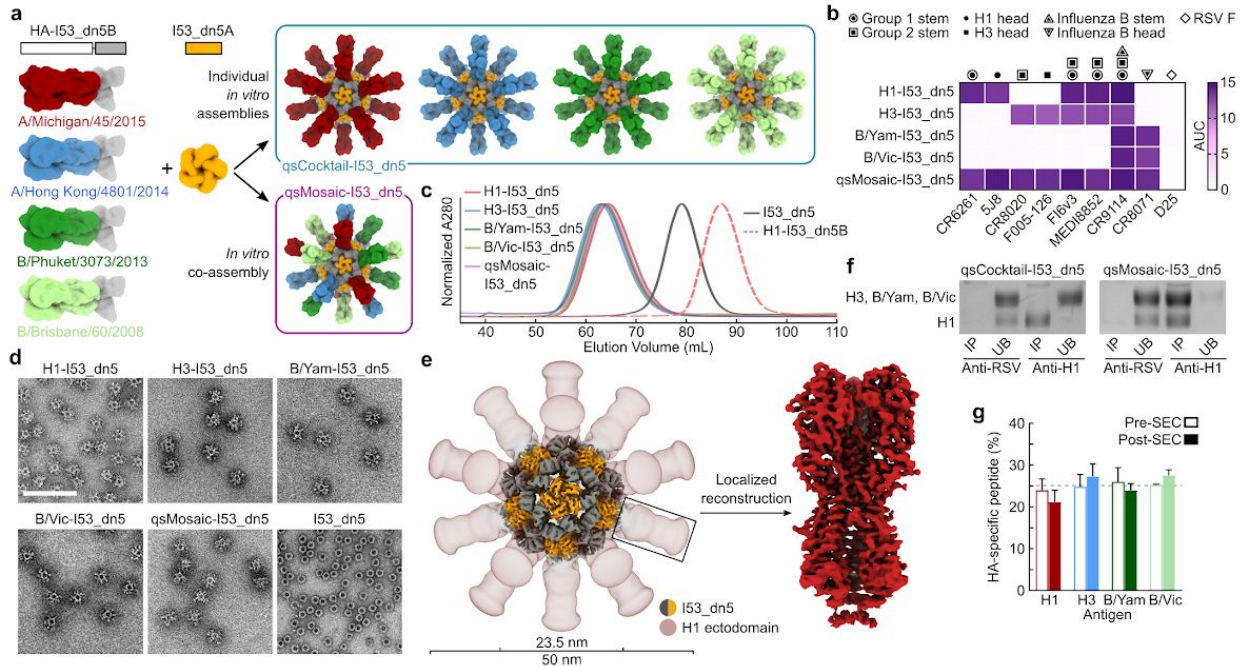 a
HA-I53_dn5B
I53_dn5A
A/Michigan/45/2015
A/Hong Kong/4801/2014
B/Phuket/3073/2013
B/Brisbane/60/2008
+
Individual
in vitro
assemblies
qsCocktail-I53_dn5
qsMosaic-I53_dn5
In vitro
co-assembly
b
Group 1 stem
Group 2 stem
H1 head
H3 head
Influenza B stem
Influenza B head
RSV F
H1-I53_dn5
H3-I53_dn5
B/Yam-I53_dn5
B/Vic-I53_dn5
qsMosaic-I53_dn5
CR6261
5J8
CR8020
F005-126
FI6v3
MEDI8852
CR9114
CR8071
D25
15
10
5
0
AUC
c
Normalized A280
H1-I53_dn5
H3-I53_dn5
B/Yam-I53_dn5
B/Vic-I53_dn5
qsMosaic-
I53_dn5
I53_dn5
H1-I53_dn5B
40 50 60 70 80 90 100 110
Elution Volume (mL)
d
H1-I53_dn5 H3-I53_dn5 B/Yam-I53_dn5
B/Vic-I53_dn5 qsMosaic-I53_dn5 I53_dn5
e
Localized
reconstruction
I53_dn5
H1 ectodomain
23.5 nm
50 nm
f
qsCocktail-I53_dn5 qsMosaic-I53_dn5
H3, B/Yam, B/Vic
H1
IP UB IP UB IP UB IP UB
Anti-RSV Anti-H1 Anti-RSV Anti-H1
g
HA-specific peptide (%)
40
30
20
10
0
Pre-SEC
Post-SEC
H1 H3 B/Yam B/Vic
Antigen